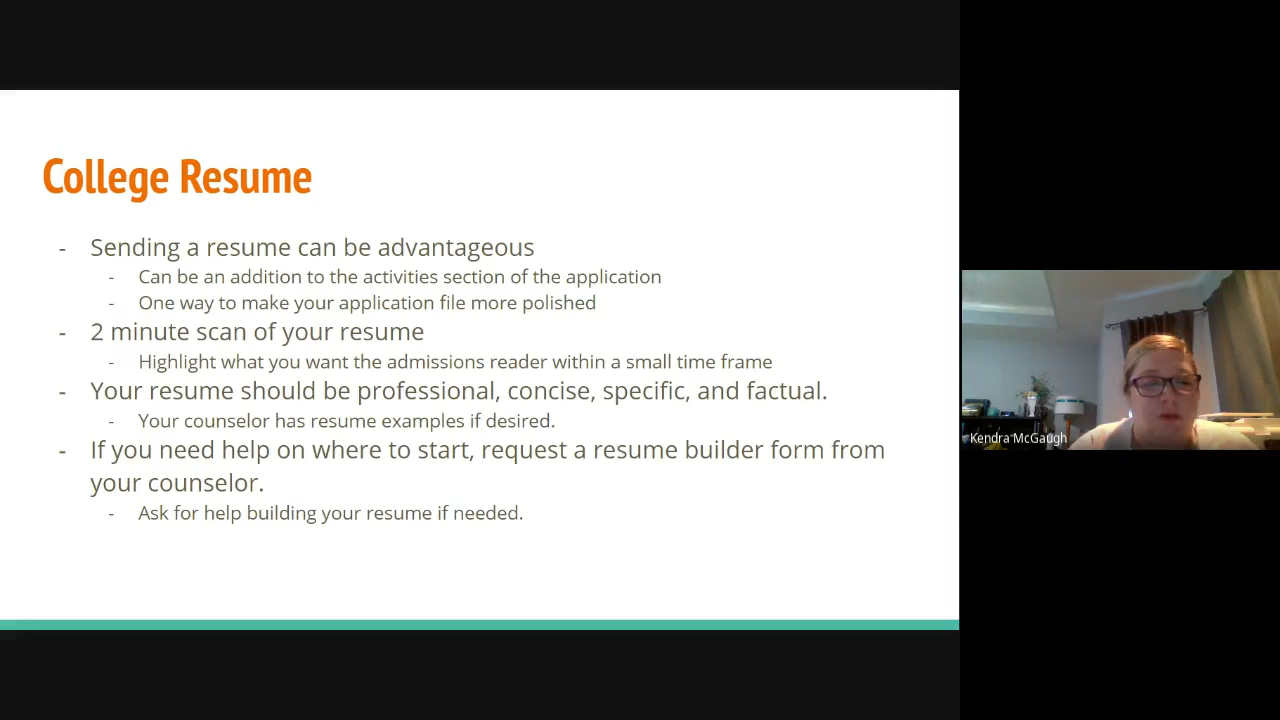 College Resume
- Sending a resume can be advantageous
- Can be an addition to the activities section of the application
- One way to make your application file more polished
- 2 minute scan of your resume
- Highlight what you want the admissions reader within a small time frame
- Your resume should be professional, concise, specific, and factual.
- Your counselor has resume examples if desired.
- If you need help on where to start, request a resume builder form from
your counselor.
- Ask for help building your resume if needed.
Kendra McGaugh